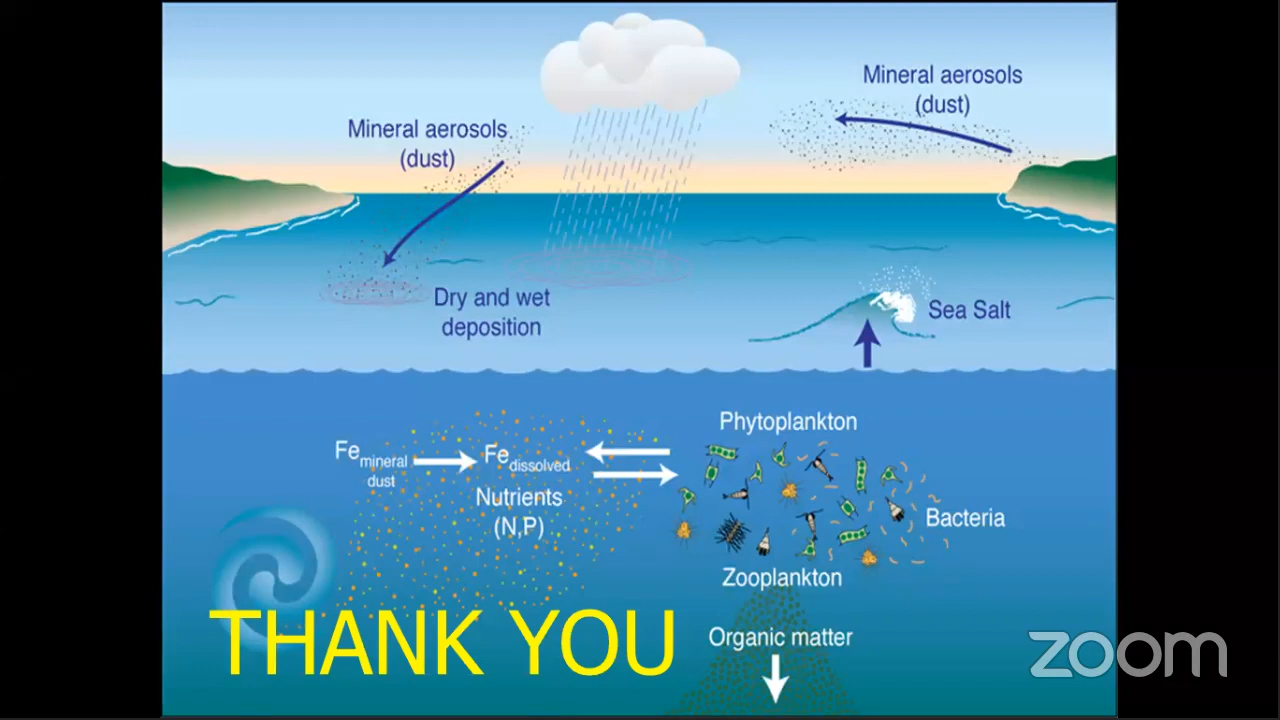 Mineral aerosols
(dust)
Mineral aerosols
(dust)
Dry and wet
deposition
Sea Salt
Phytoplankton
Fe mineral
dust
Fe dissolved
Nutrients
(N,P)
Bacteria
Zooplankton
Organic matter
THANK YOU
zoom